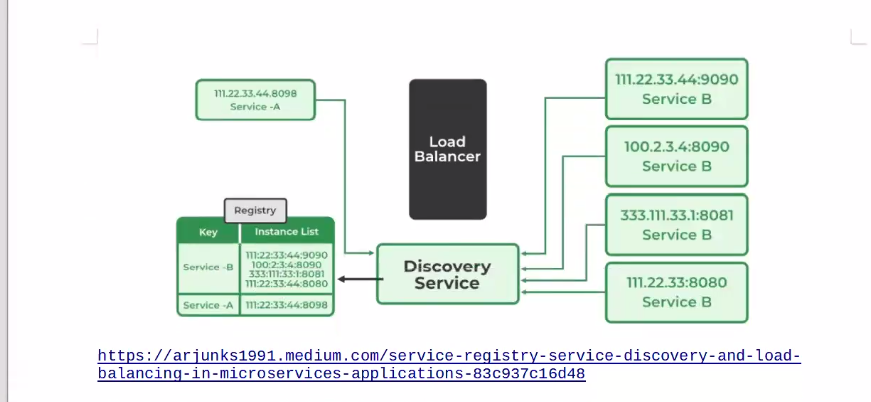 111.22.33.44.8098
Service -A
Load
Balancer
111.22.33.44:9090
Service B
100.2.3.4:8090
Service B
333.111.33.1:8081
Service B
111.22.33:8080
Service B
Registry
Key Instance List
Service -B
111:22:33:44:9090
100:2:3:4:8090
333:111:33:1:8081
111:22:33:44:8080
Service -A 111:22:33:44:8098
Discovery
Service
https://arjunks1991.medium.com/service-registry-service-discovery-and-load-
balancing-in-microservices-applications-83c937c16d48